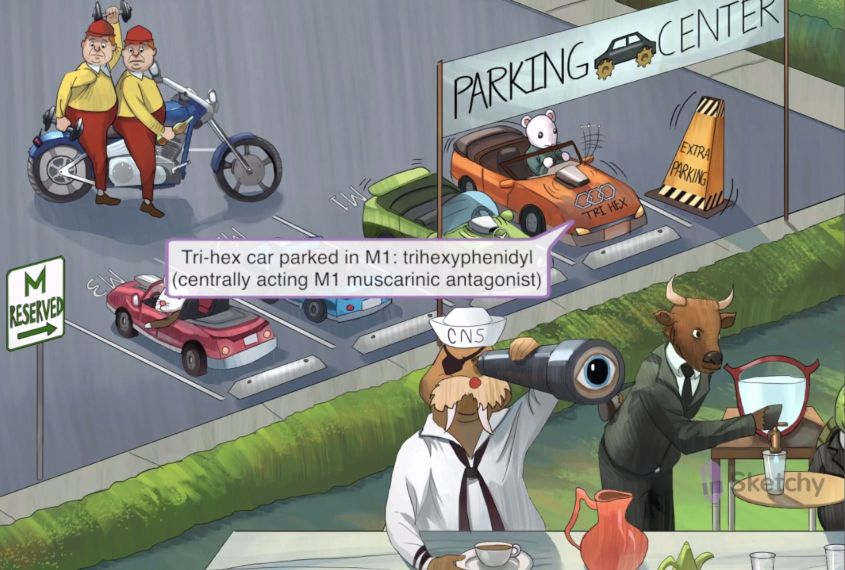 PARKING CENTER
EXTRA
PARKING
TRI HEX
M1
M
RESERVED
M3
Tri-hex car parked in M1: trihexyphenidyl
(centrally acting M1 muscarinic antagonist)
CNS
Sketchy